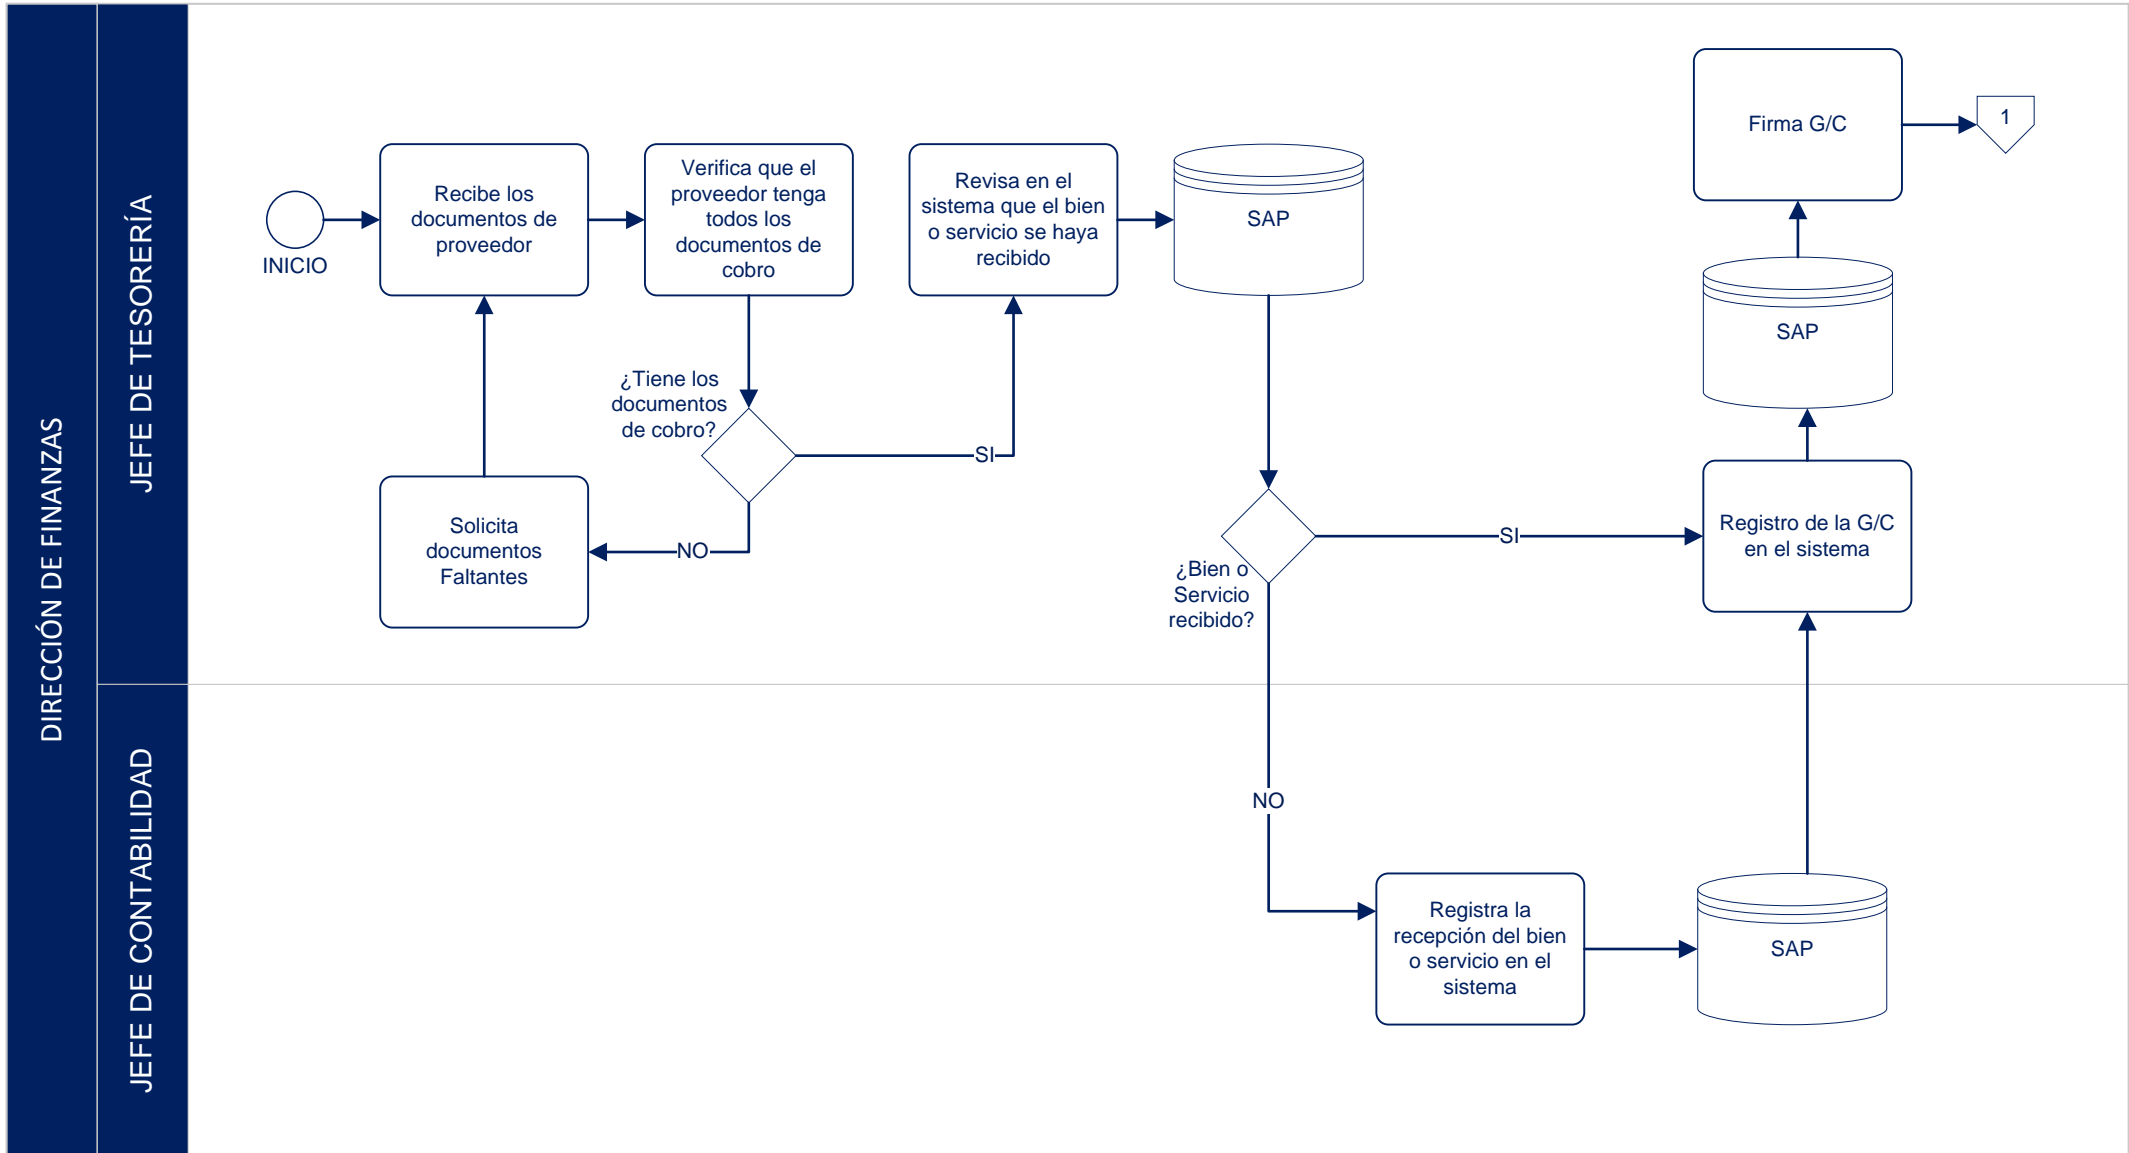 DIRECCIÓN DE FINANZAS
JEFE DE TESORERÍA
INICIO
Recibe los
documentos de
proveedor
Verifica que el
proveedor tenga
todos los
documentos de
cobro
Revisa en el
sistema que el bien
o servicio se haya
recibido
SAP
Firma G/C
1
SAP
¿Tiene los
documentos
de cobro?
SI
NO
Solicita
documentos
Faltantes
¿Bien o
Servicio
recibido?
SI
Registro de la G/C
en el sistema
JEFE DE CONTABILIDAD
NO
Registra la
recepción del bien
o servicio en el
sistema
SAP